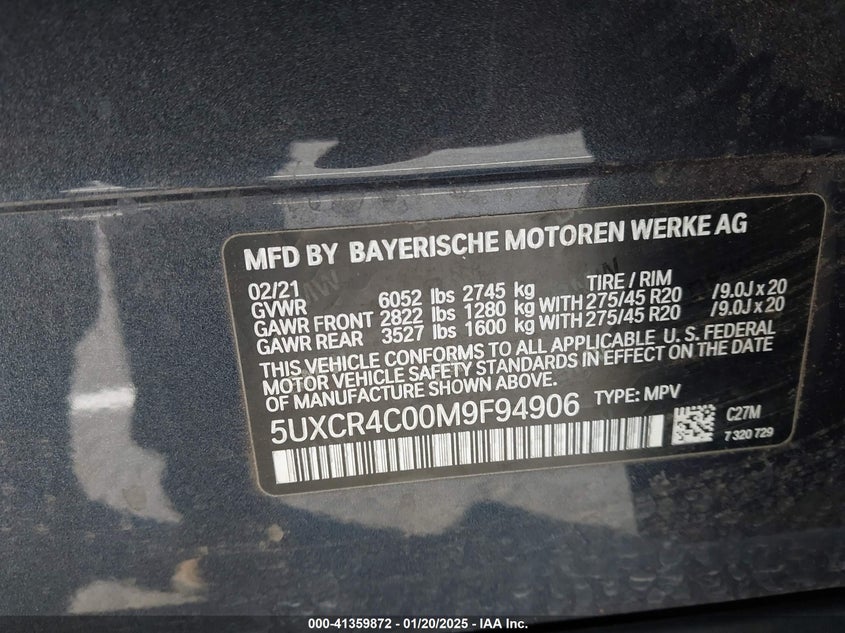 MFD BY BAYERISCHE MOTOREN WERKE AG
02/21 TIRE / RIM
GVWR 6052 lbs 2745 kg
GAWR FRONT 2822 lbs 1280 kg WITH 275/45 R20 /9.0J x 20
GAWR REAR 3527 lbs 1600 kg WITH 275/45 R20 /9.0J x 20
THIS VEHICLE CONFORMS TO ALL APPLICABLE U. S. FEDERAL
MOTOR VEHICLE SAFETY STANDARDS IN EFFECT ON THE DATE
OF MANUFACTURE SHOWN ABOVE.
5UXCR4C00M9F94906 TYPE: MPV
C27M
7 320 729
000-41359872 - 01/20/2025 - IAA Inc.